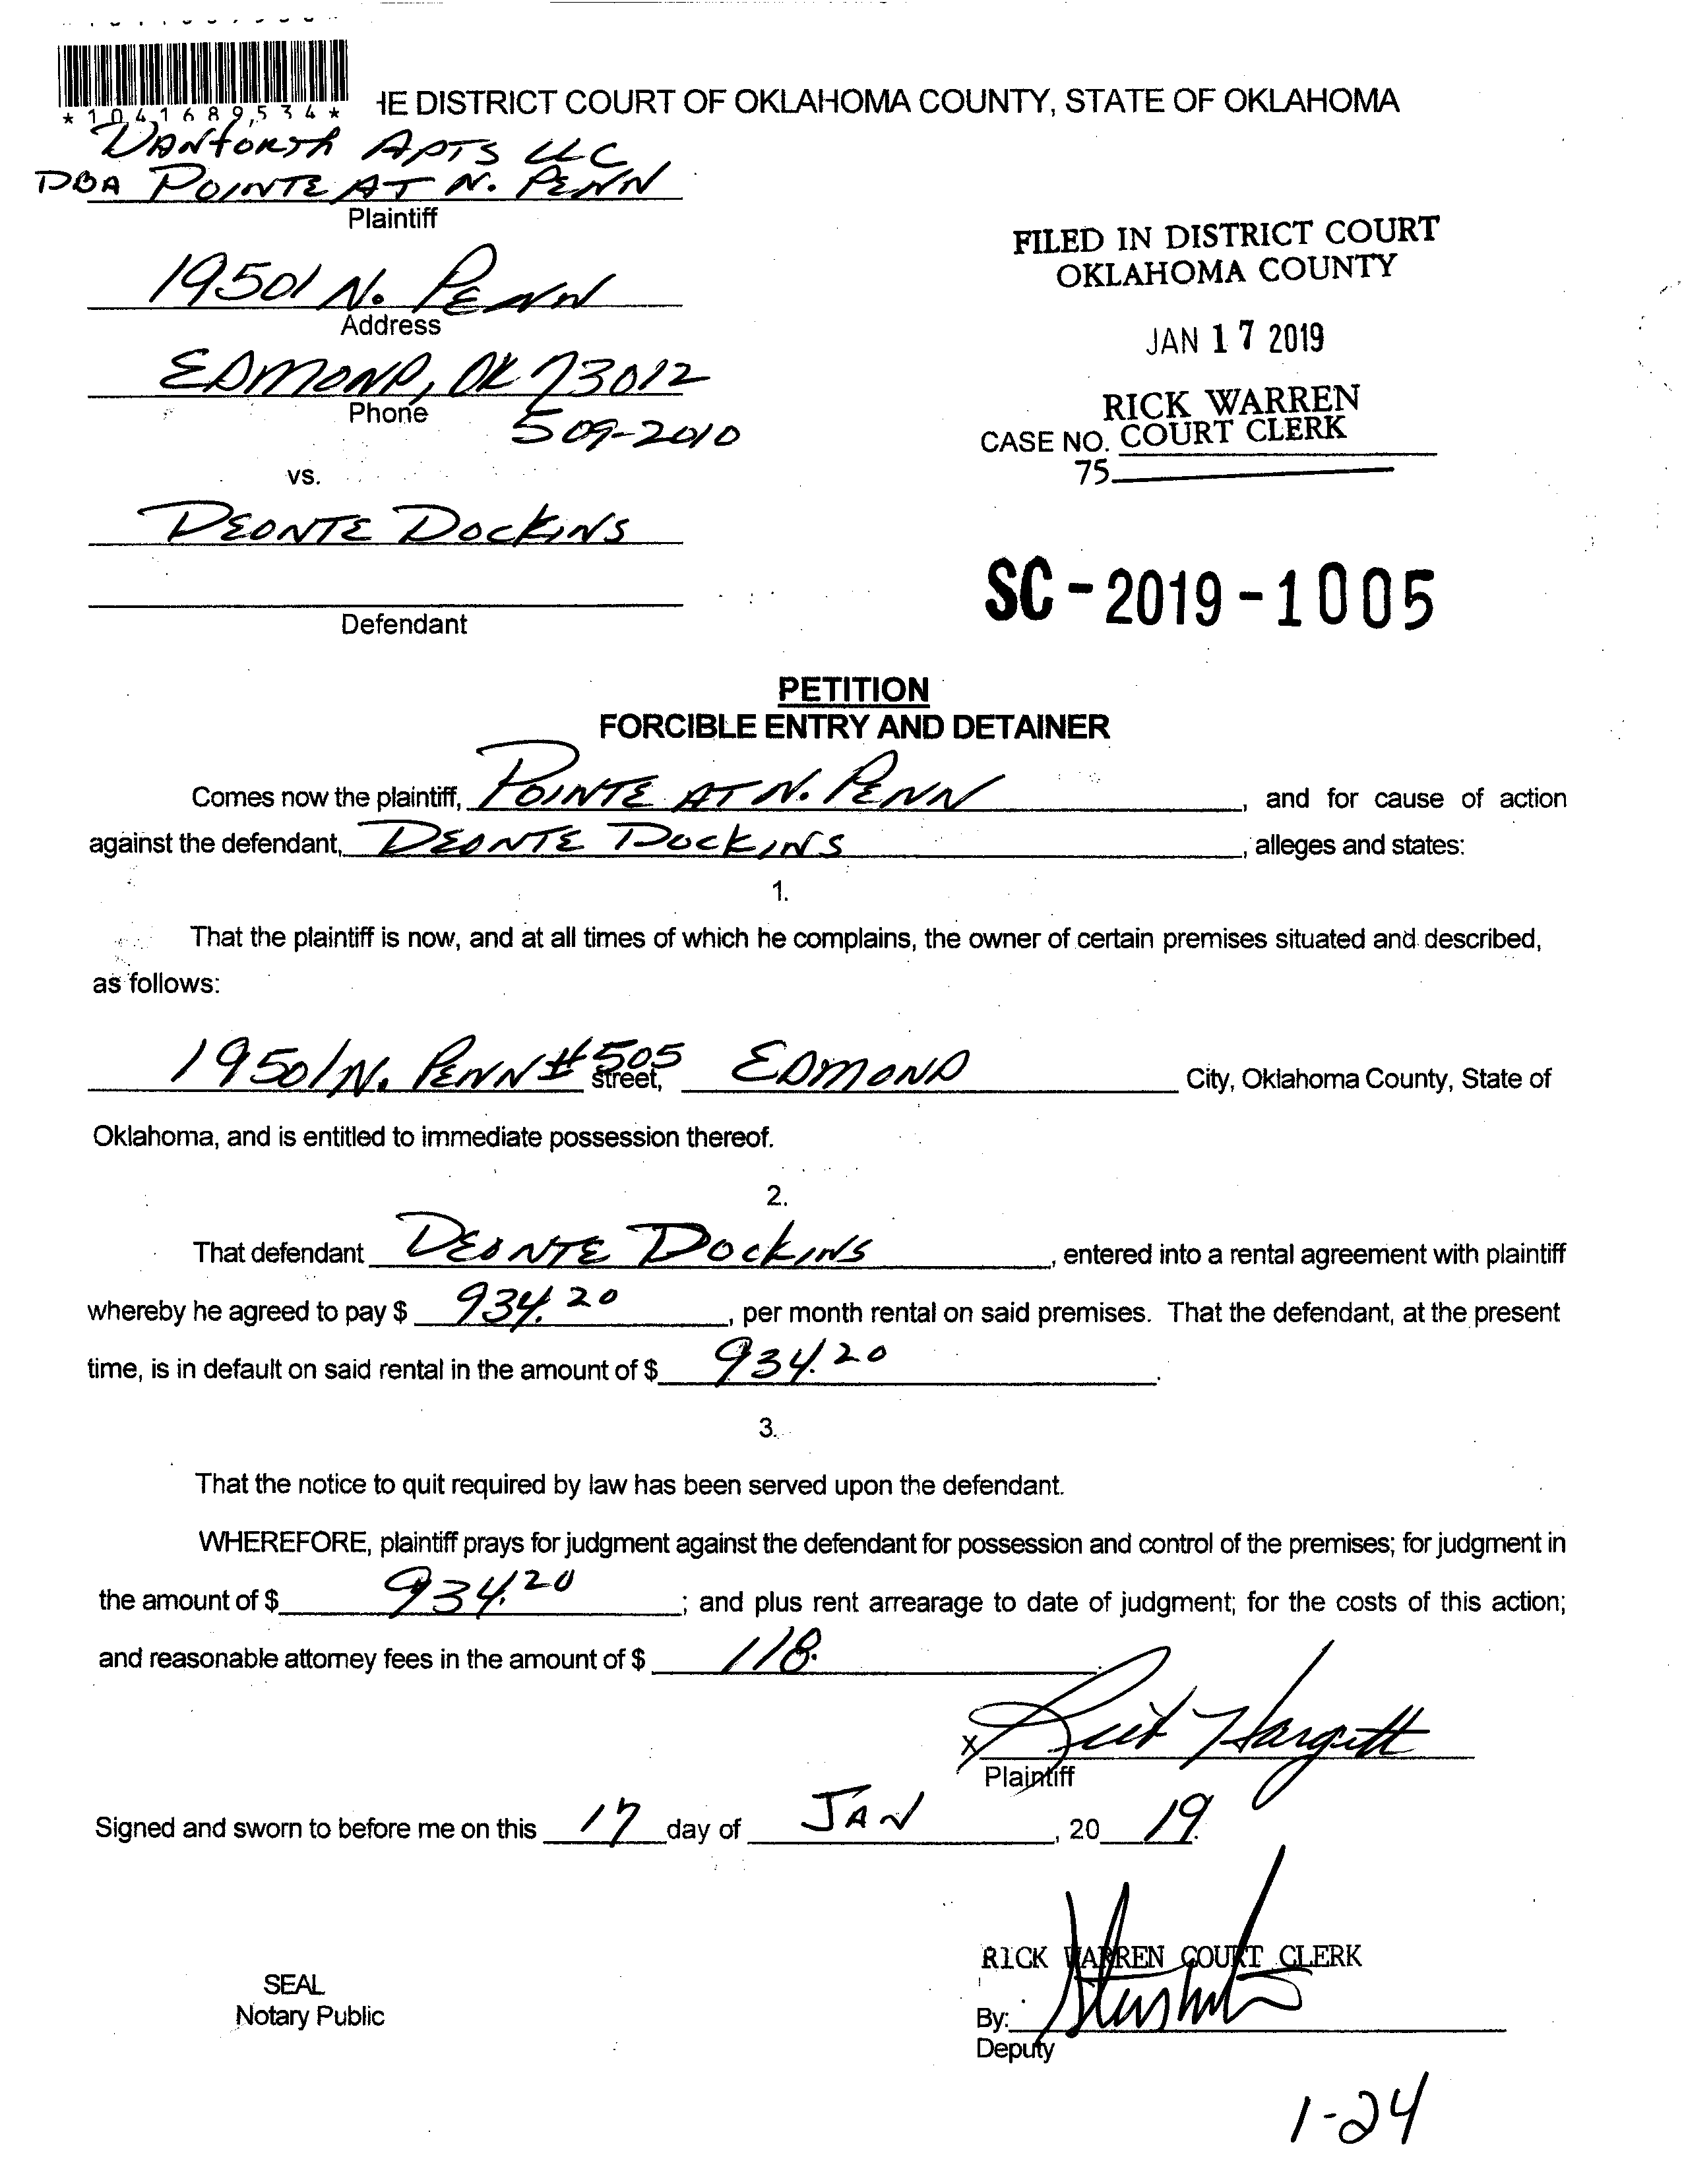 *1041689534*
HE DISTRICT COURT OF OKLAHOMA COUNTY, STATE OF OKLAHOMA
DANFORTH APTS LLC
DBA POINTE AT N. PENN
Plaintiff
19501 N. PENN
Address
EDMOND, OK 73012
Phone
509-2010
vs.
DEONTE DOCKINS
Defendant
FILED IN DISTRICT COURT
OKLAHOMA COUNTY
JAN 17 2019
RICK WARREN
CASE NO. COURT CLERK
75
SC-2019-1005
PETITION
FORCIBLE ENTRY AND DETAINER
Comes now the plaintiff, POINTE AT N. PENN, and for cause of action
against the defendant, DEONTE DOCKINS, alleges and states:
1.
That the plaintiff is now, and at all times of which he complains, the owner of certain premises situated and described,
as follows:
19501 N. PENN #505 street, EDMOND City, Oklahoma County, State of
Oklahoma, and is entitled to immediate possession thereof.
2.
That defendant DEONTE DOCKINS, entered into a rental agreement with plaintiff
whereby he agreed to pay $ 934.20, per month rental on said premises. That the defendant, at the present
time, is in default on said rental in the amount of $ 934.20.
3.
That the notice to quit required by law has been served upon the defendant.
WHEREFORE, plaintiff prays for judgment against the defendant for possession and control of the premises; for judgment in
the amount of $ 934.20; and plus rent arrearage to date of judgment; for the costs of this action;
and reasonable attorney fees in the amount of $ 118.
X Hargett
Plaintiff
Signed and sworn to before me on this 17 day of JAN, 20 19.
RICK WARREN COURT CLERK
SEAL
Notary Public
By:
Deputy
1-24